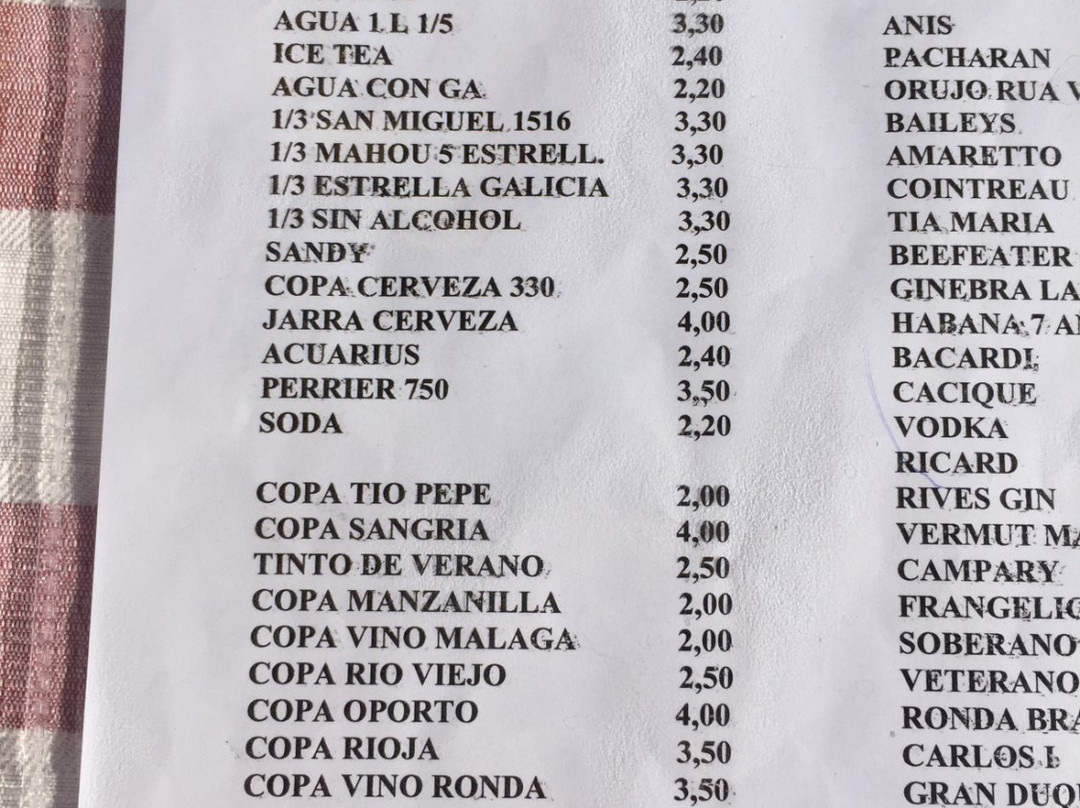 AGUA 1 L 1/5 3,30
ICE TEA 2,40
AGUA CON GA 2,20
1/3 SAN MIGUEL 1516 3,30
1/3 MAHOU 5 ESTRELL. 3,30
1/3 ESTRELLA GALICIA 3,30
1/3 SIN ALCOHOL 3,30
SANDY 2,50
COPA CERVEZA 330 2,50
JARRA CERVEZA 4,00
ACUARIUS 2,40
PERRIER 750 3,50
SODA 2,20
COPA TIO PEPE 2,00
COPA SANGRIA 4,00
TINTO DE VERANO 2,50
COPA MANZANILLA 2,00
COPA VINO MALAGA 2,00
COPA RIO VIEJO 2,50
COPA OPORTO 4,00
COPA RIOJA 3,50
COPA VINO RONDA 3,50
ANIS
PACHARAN
ORUJO RUA V
BAILEYS
AMARETTO
COINTREAU
TIA MARIA
BEEFEATER
GINEBRA LA
HABANA 7 A
BACARDI
CACIQUE
VODKA
RICARD
RIVES GIN
VERMUT MA
CAMPARY
FRANGELIC
SOBERANO
VETERANO
RONDA BRA
CARLOS I
GRAN DUQ